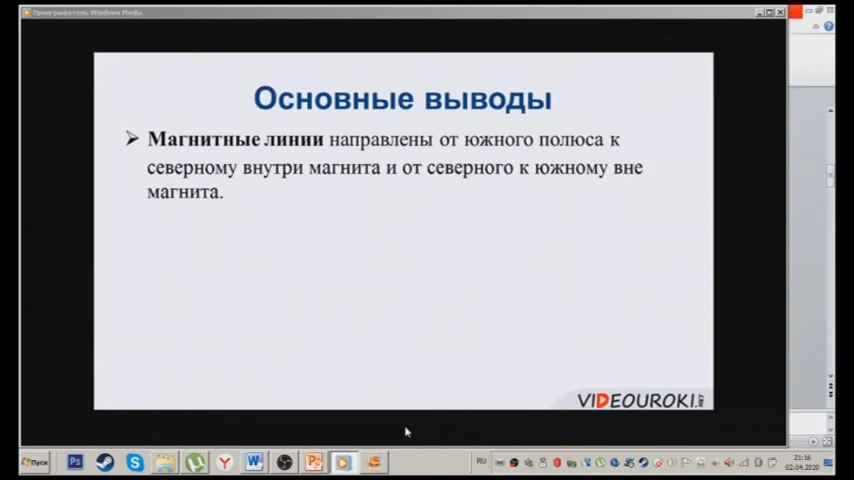 Проигрыватель Windows Media
Основные выводы
Магнитные линии направлены от южного полюса к
северному внутри магнита и от северного к южному вне
магнита.
VIDEOUROKI.NET
Пуск
RU
21:16
02.04.2020